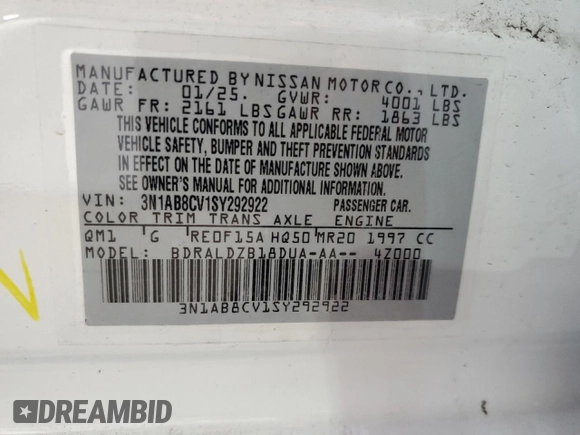 MANUFACTURED BY NISSAN MOTOR CO., LTD.
DATE: 01/25. GVWR: 4001 LBS
GAWR FR: 2161 LBS GAWR RR: 1863 LBS
THIS VEHICLE CONFORMS TO ALL APPLICABLE FEDERAL MOTOR
VEHICLE SAFETY, BUMPER AND THEFT PREVENTION STANDARDS
IN EFFECT ON THE DATE OF MANUFACTURE SHOWN ABOVE.
SEE OWNER'S MANUAL FOR ADDITIONAL INFORMATION.
VIN: 3N1AB8CV1SY292922 PASSENGER CAR.
COLOR TRIM TRANS AXLE ENGINE
QM1 G RE0F15A HQ50 MR20 1997 CC
MODEL: BDRALDZB18DUA-AA-- 4Z000
3N1AB8CV1SY292922
DREAMBID